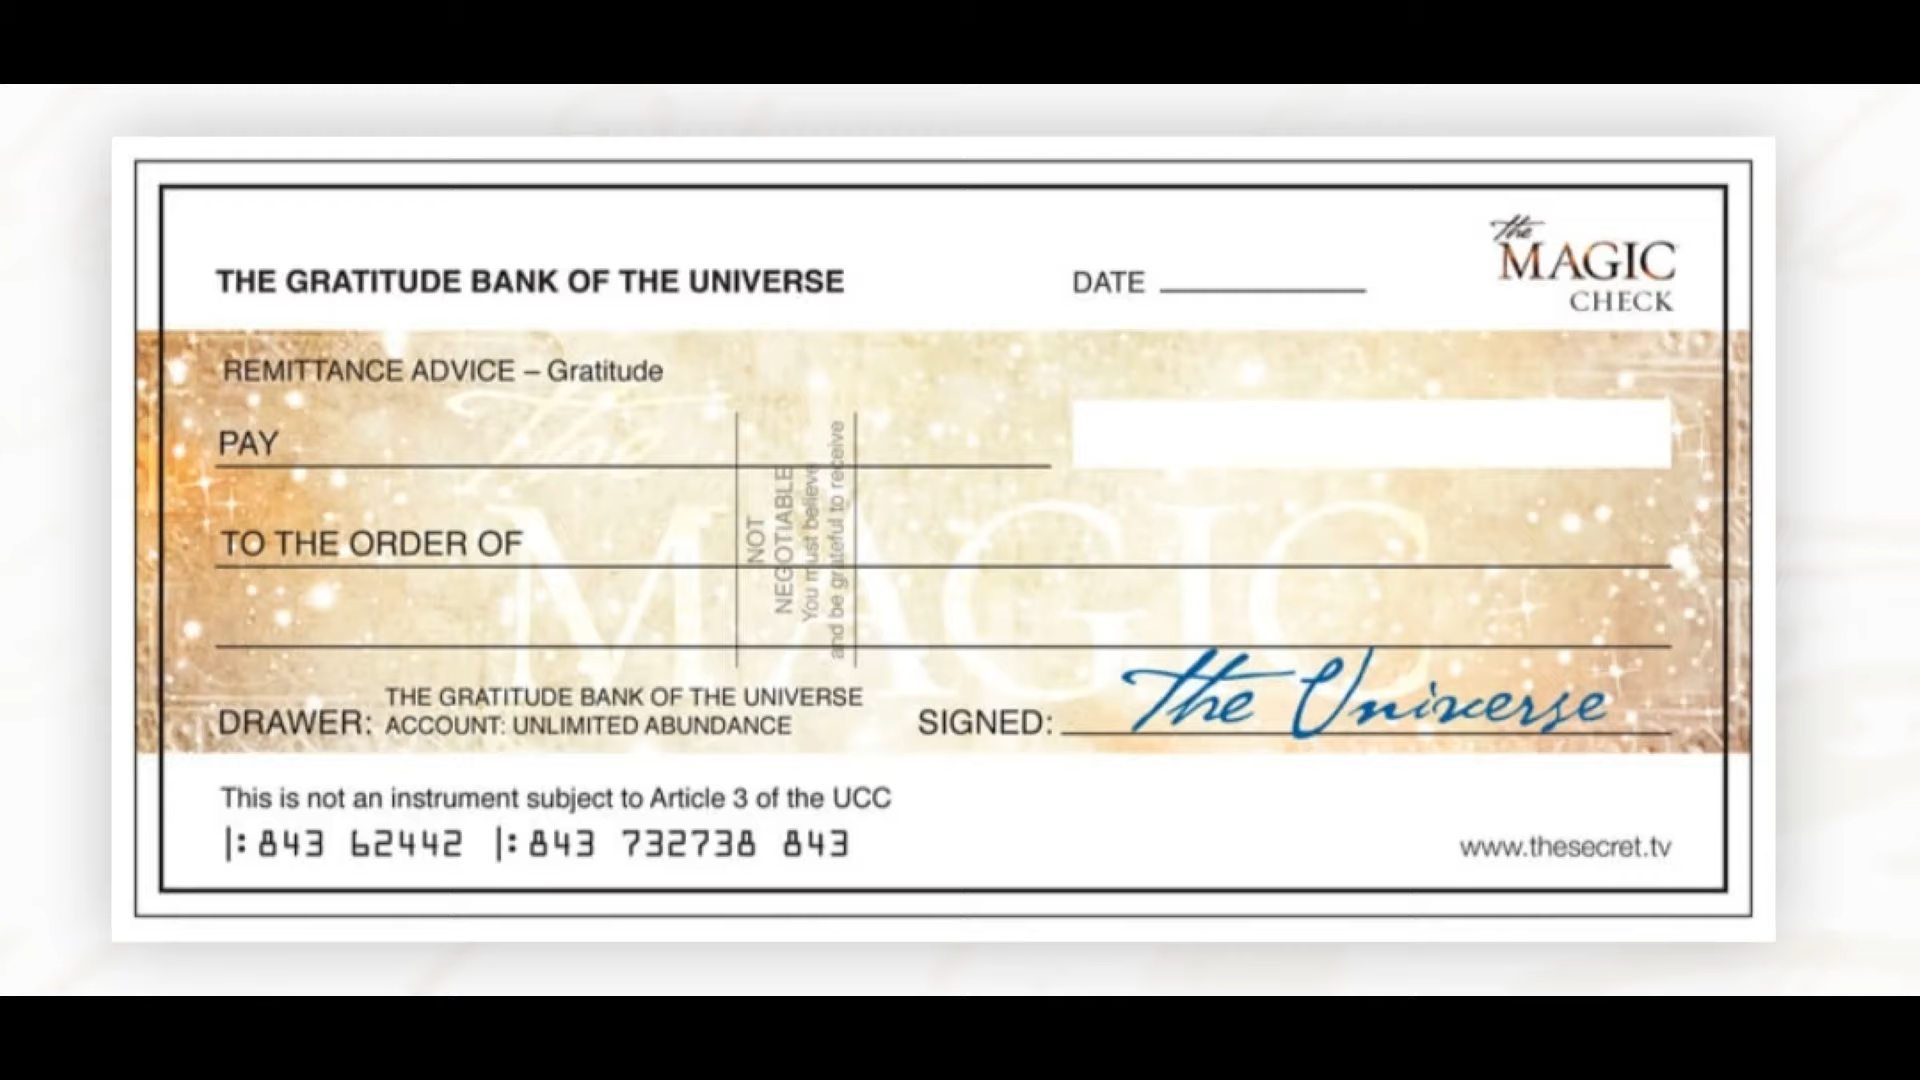 the
MAGIC
CHECK
THE GRATITUDE BANK OF THE UNIVERSE
DATE
REMITTANCE ADVICE – Gratitude
PAY
TO THE ORDER OF
NOT
NEGOTIABLE
You must believe
and be grateful to receive
The
MAGIC
DRAWER:
THE GRATITUDE BANK OF THE UNIVERSE
ACCOUNT: UNLIMITED ABUNDANCE
SIGNED: The Universe
This is not an instrument subject to Article 3 of the UCC
|:843 62442 |:843 732738 843
www.thesecret.tv